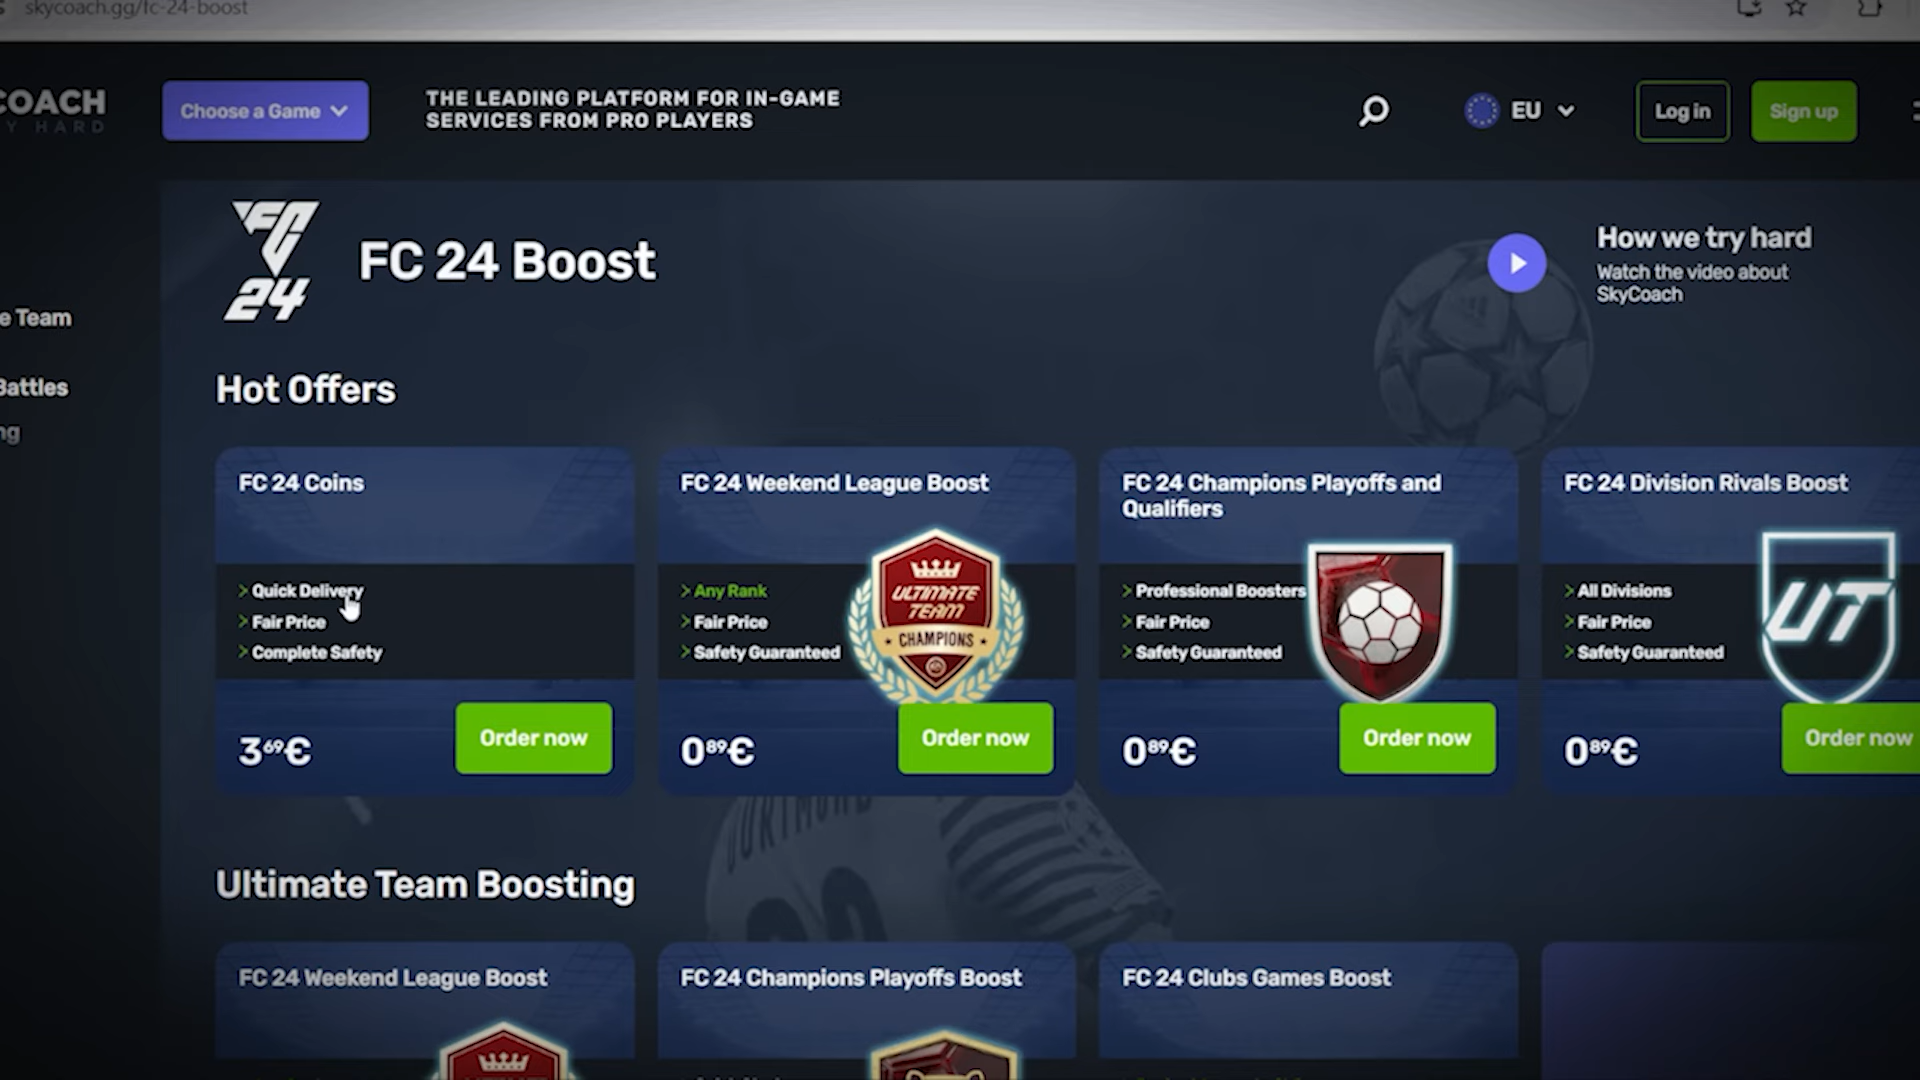 skycoach.gg/fc-24-boost
COACH
Y HARD
Choose a Game
THE LEADING PLATFORM FOR IN-GAME
SERVICES FROM PRO PLAYERS
EU
Log in
Sign up
FC
24
FC 24 Boost
How we try hard
Watch the video about
SkyCoach
e Team
Battles
ng
Hot Offers
FC 24 Coins
> Quick Delivery
> Fair Price
> Complete Safety
3⁶⁹€
Order now
FC 24 Weekend League Boost
> Any Rank
> Fair Price
> Safety Guaranteed
ULTIMATE
TEAM
CHAMPIONS
0⁸⁹€
Order now
FC 24 Champions Playoffs and
Qualifiers
> Professional Boosters
> Fair Price
> Safety Guaranteed
0⁸⁹€
Order now
FC 24 Division Rivals Boost
> All Divisions
> Fair Price
> Safety Guaranteed
UT
0⁸⁹€
Order now
Ultimate Team Boosting
FC 24 Weekend League Boost
FC 24 Champions Playoffs Boost
FC 24 Clubs Games Boost